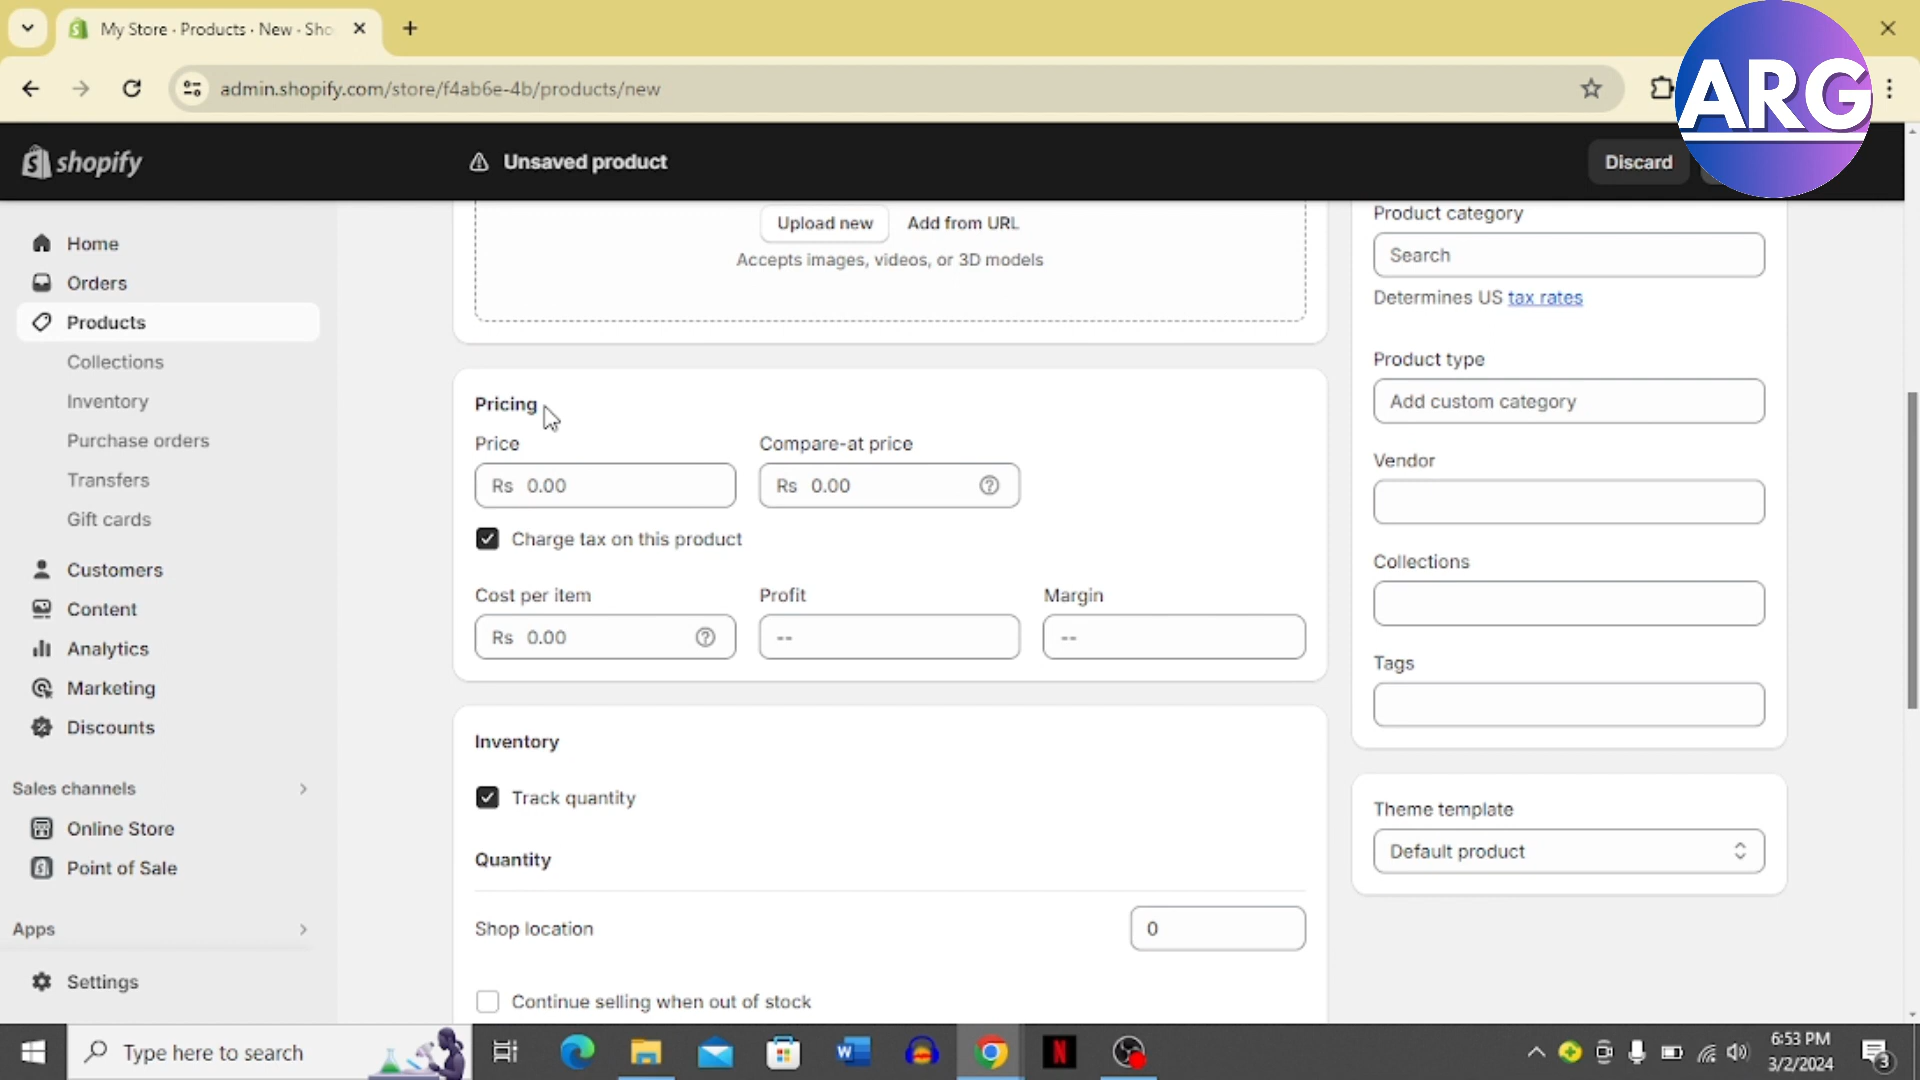 My Store · Products · New · Sho
admin.shopify.com/store/f4ab6e-4b/products/new
ARG
shopify
Unsaved product
Discard
Home
Orders
Products
Collections
Inventory
Purchase orders
Transfers
Gift cards
Customers
Content
Analytics
Marketing
Discounts
Sales channels
Online Store
Point of Sale
Apps
Settings
Upload new
Add from URL
Accepts images, videos, or 3D models
Pricing
Price
Compare-at price
Rs 0.00
Rs 0.00
Charge tax on this product
Cost per item
Profit
Margin
Rs 0.00
--
--
Inventory
Track quantity
Quantity
Shop location
0
Continue selling when out of stock
Product category
Search
Determines US tax rates
Product type
Add custom category
Vendor
Collections
Tags
Theme template
Default product
Type here to search
6:53 PM
3/2/2024
3